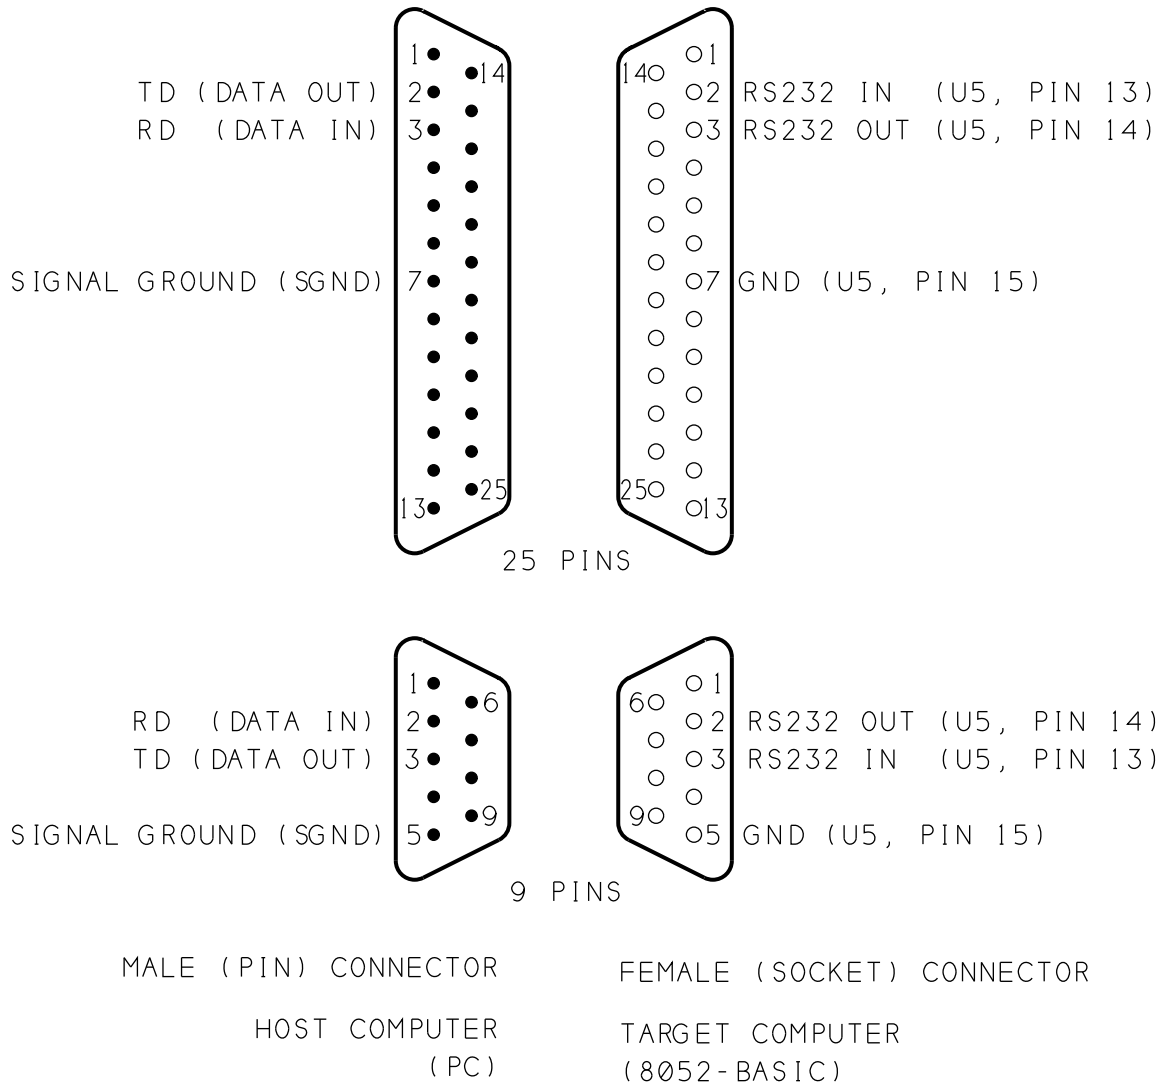 1 14 14 1
TD (DATA OUT) 2 2 RS232 IN (U5, PIN 13)
RD (DATA IN) 3 3 RS232 OUT (U5, PIN 14)
SIGNAL GROUND (SGND) 7 7 GND (U5, PIN 15)
13 25 25 13
25 PINS
1 6 6 1
RD (DATA IN) 2 2 RS232 OUT (U5, PIN 14)
TD (DATA OUT) 3 3 RS232 IN (U5, PIN 13)
9 9
SIGNAL GROUND (SGND) 5 5 GND (U5, PIN 15)
9 PINS
MALE (PIN) CONNECTOR
HOST COMPUTER
(PC)
FEMALE (SOCKET) CONNECTOR
TARGET COMPUTER
(8052-BASIC)